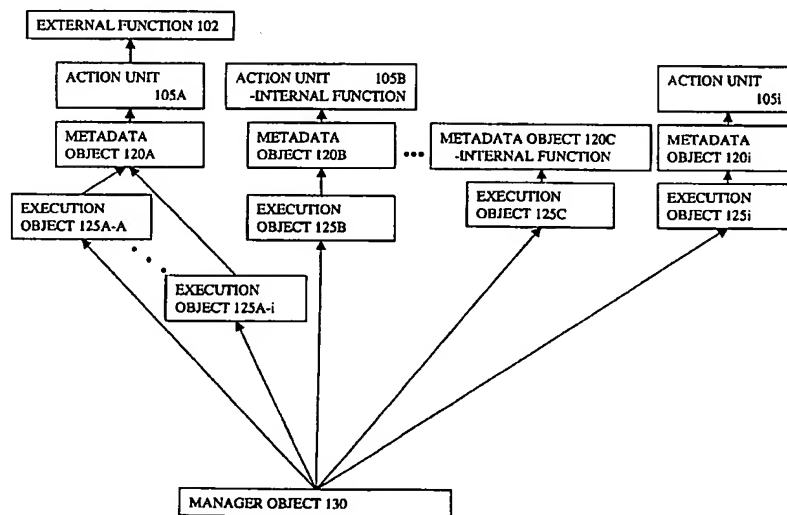 EXTERNAL FUNCTION 102
ACTION UNIT
105A
ACTION UNIT 105B
-INTERNAL FUNCTION
ACTION UNIT
105i
METADATA
OBJECT 120A
METADATA
OBJECT 120B
...
METADATA OBJECT 120C
-INTERNAL FUNCTION
METADATA
OBJECT 120i
EXECUTION
OBJECT 125A-A
EXECUTION
OBJECT 125B
EXECUTION
OBJECT 125C
EXECUTION
OBJECT 125i
EXECUTION
OBJECT 125A-i
MANAGER OBJECT 130